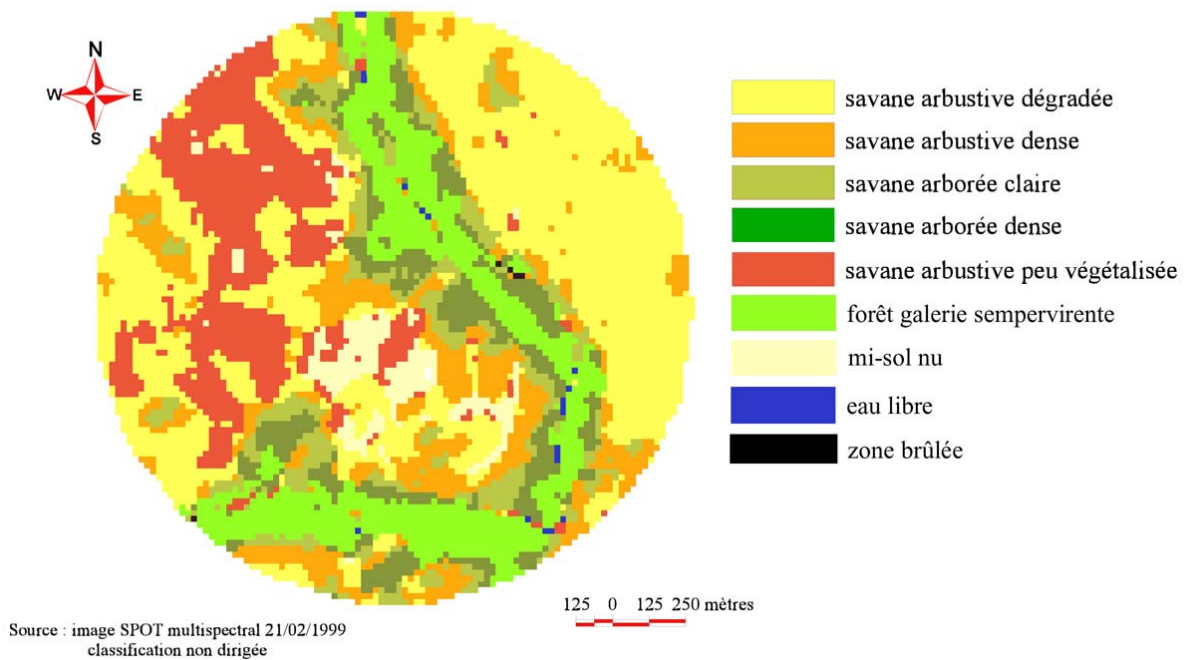 N
W E
S
savane arbustive dégradée
savane arbustive dense
savane arborée claire
savane arborée dense
savane arbustive peu végétalisée
forêt galerie sempervirente
mi-sol nu
eau libre
zone brûlée
125 0 125 250 mètres
Source : image SPOT multispectral 21/02/1999
classification non dirigée